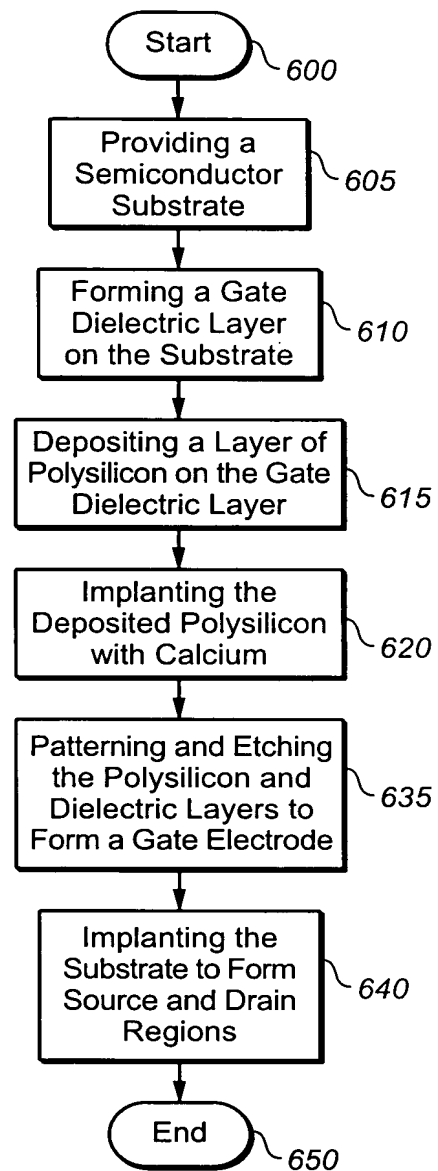 Start
600
Providing a
Semiconductor
Substrate
605
Forming a Gate
Dielectric Layer
on the Substrate
610
Depositing a Layer of
Polysilicon on the Gate
Dielectric Layer
615
Implanting the
Deposited Polysilicon
with Calcium
620
Patterning and Etching
the Polysilicon and
Dielectric Layers to
Form a Gate Electrode
635
Implanting the
Substrate to Form
Source and Drain
Regions
640
End
650